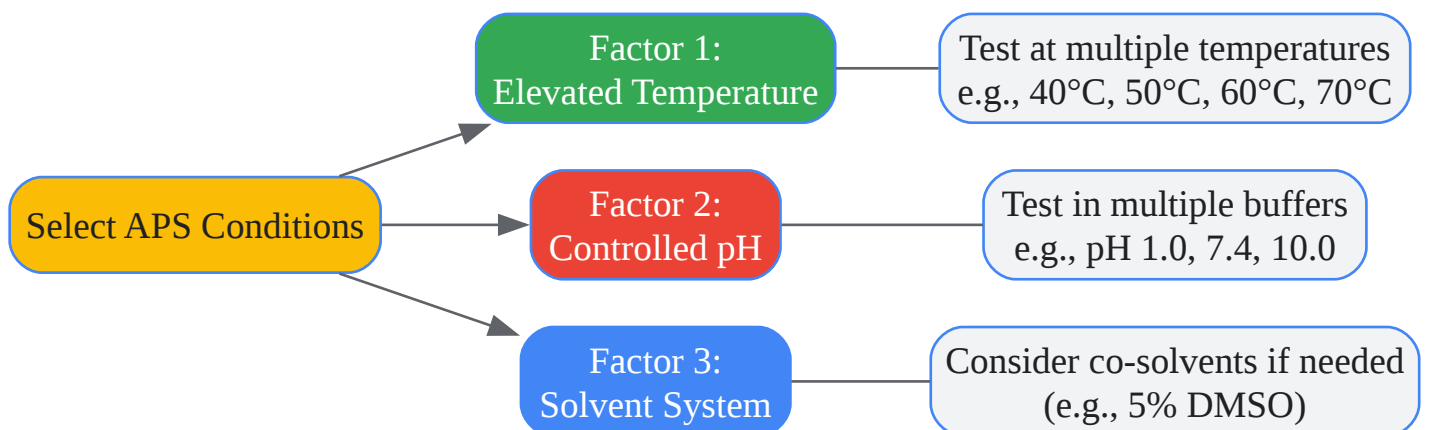 Factor 1:
Elevated Temperature
Test at multiple temperatures
e.g., 40°C, 50°C, 60°C, 70°C
Select APS Conditions
Factor 2:
Controlled pH
Test in multiple buffers
e.g., pH 1.0, 7.4, 10.0
Factor 3:
Solvent System
Consider co-solvents if needed
(e.g., 5% DMSO)